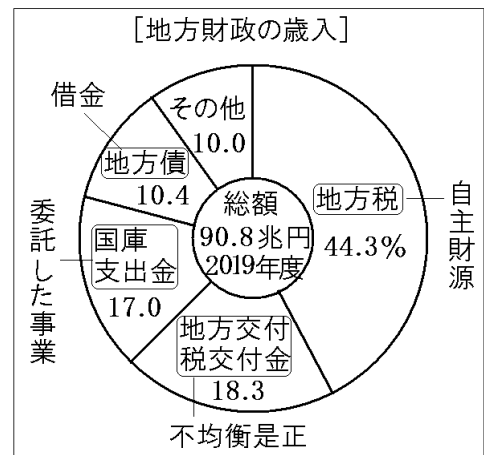 [地方財政の歳入]
借金
その他
10.0
地方債
10.4
総額
90.8兆円
2019年度
地方税
44.3%
自主財源
委託した事業
国庫
支出金
17.0
地方交付
税交付金
18.3
不均衡是正